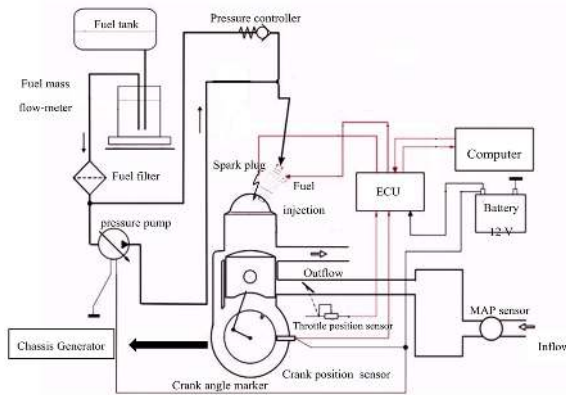 Pressure controller
Fuel tank
Fuel mass
flow-meter
Fuel filter
Spark plug
Fuel
injection
ECU
Computer
Battery
12 V
pressure pump
Outflow
Throttle position sensor
MAP sensor
Inflow
Chassis Generator
Crank position sensor
Crank angle marker